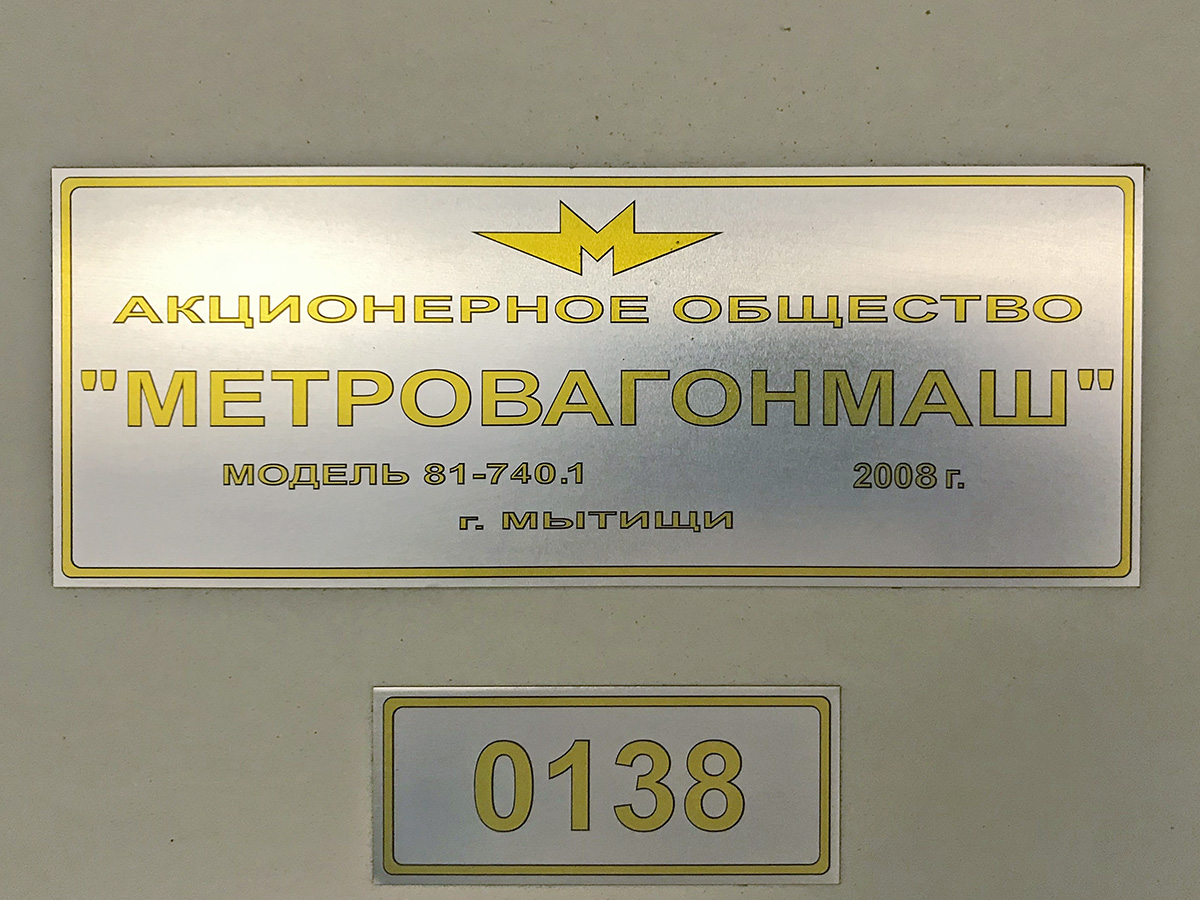 АКЦИОНЕРНОЕ ОБЩЕСТВО
"МЕТРОВАГОНМАШ"
МОДЕЛЬ 81-740.1 2008 г.
г. МЫТИЩИ
0138